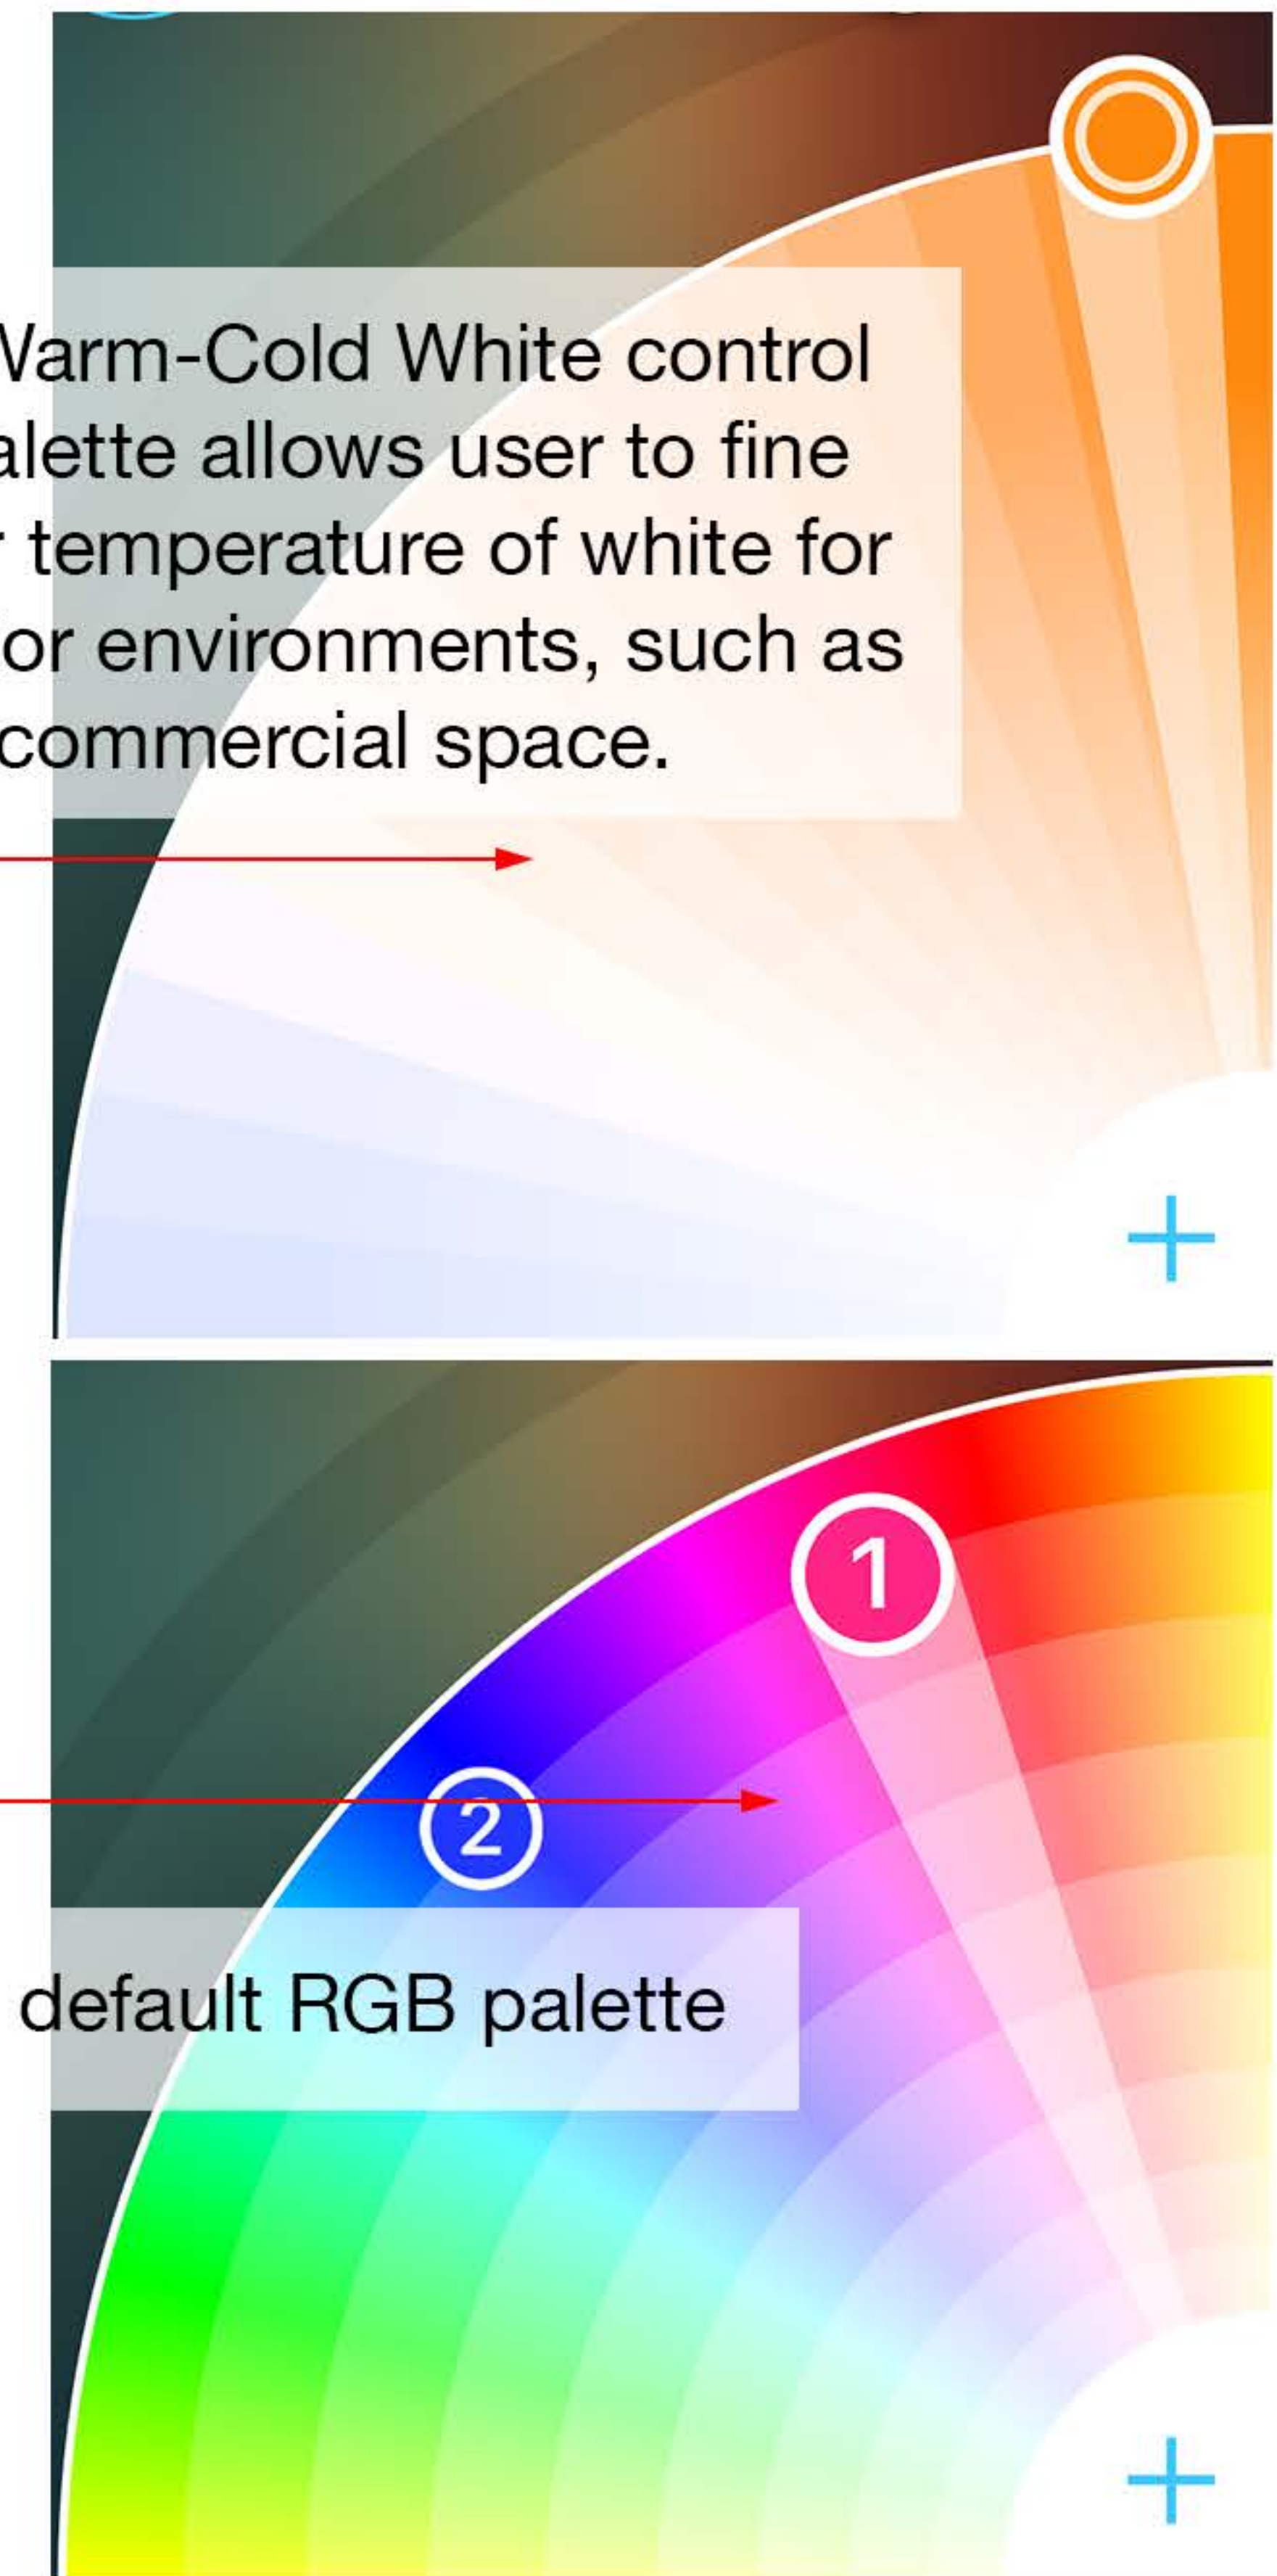 Warm-Cold White control
alette allows user to fine
temperature of white for
or environments, such as
commercial space.
1
2
default RGB palette